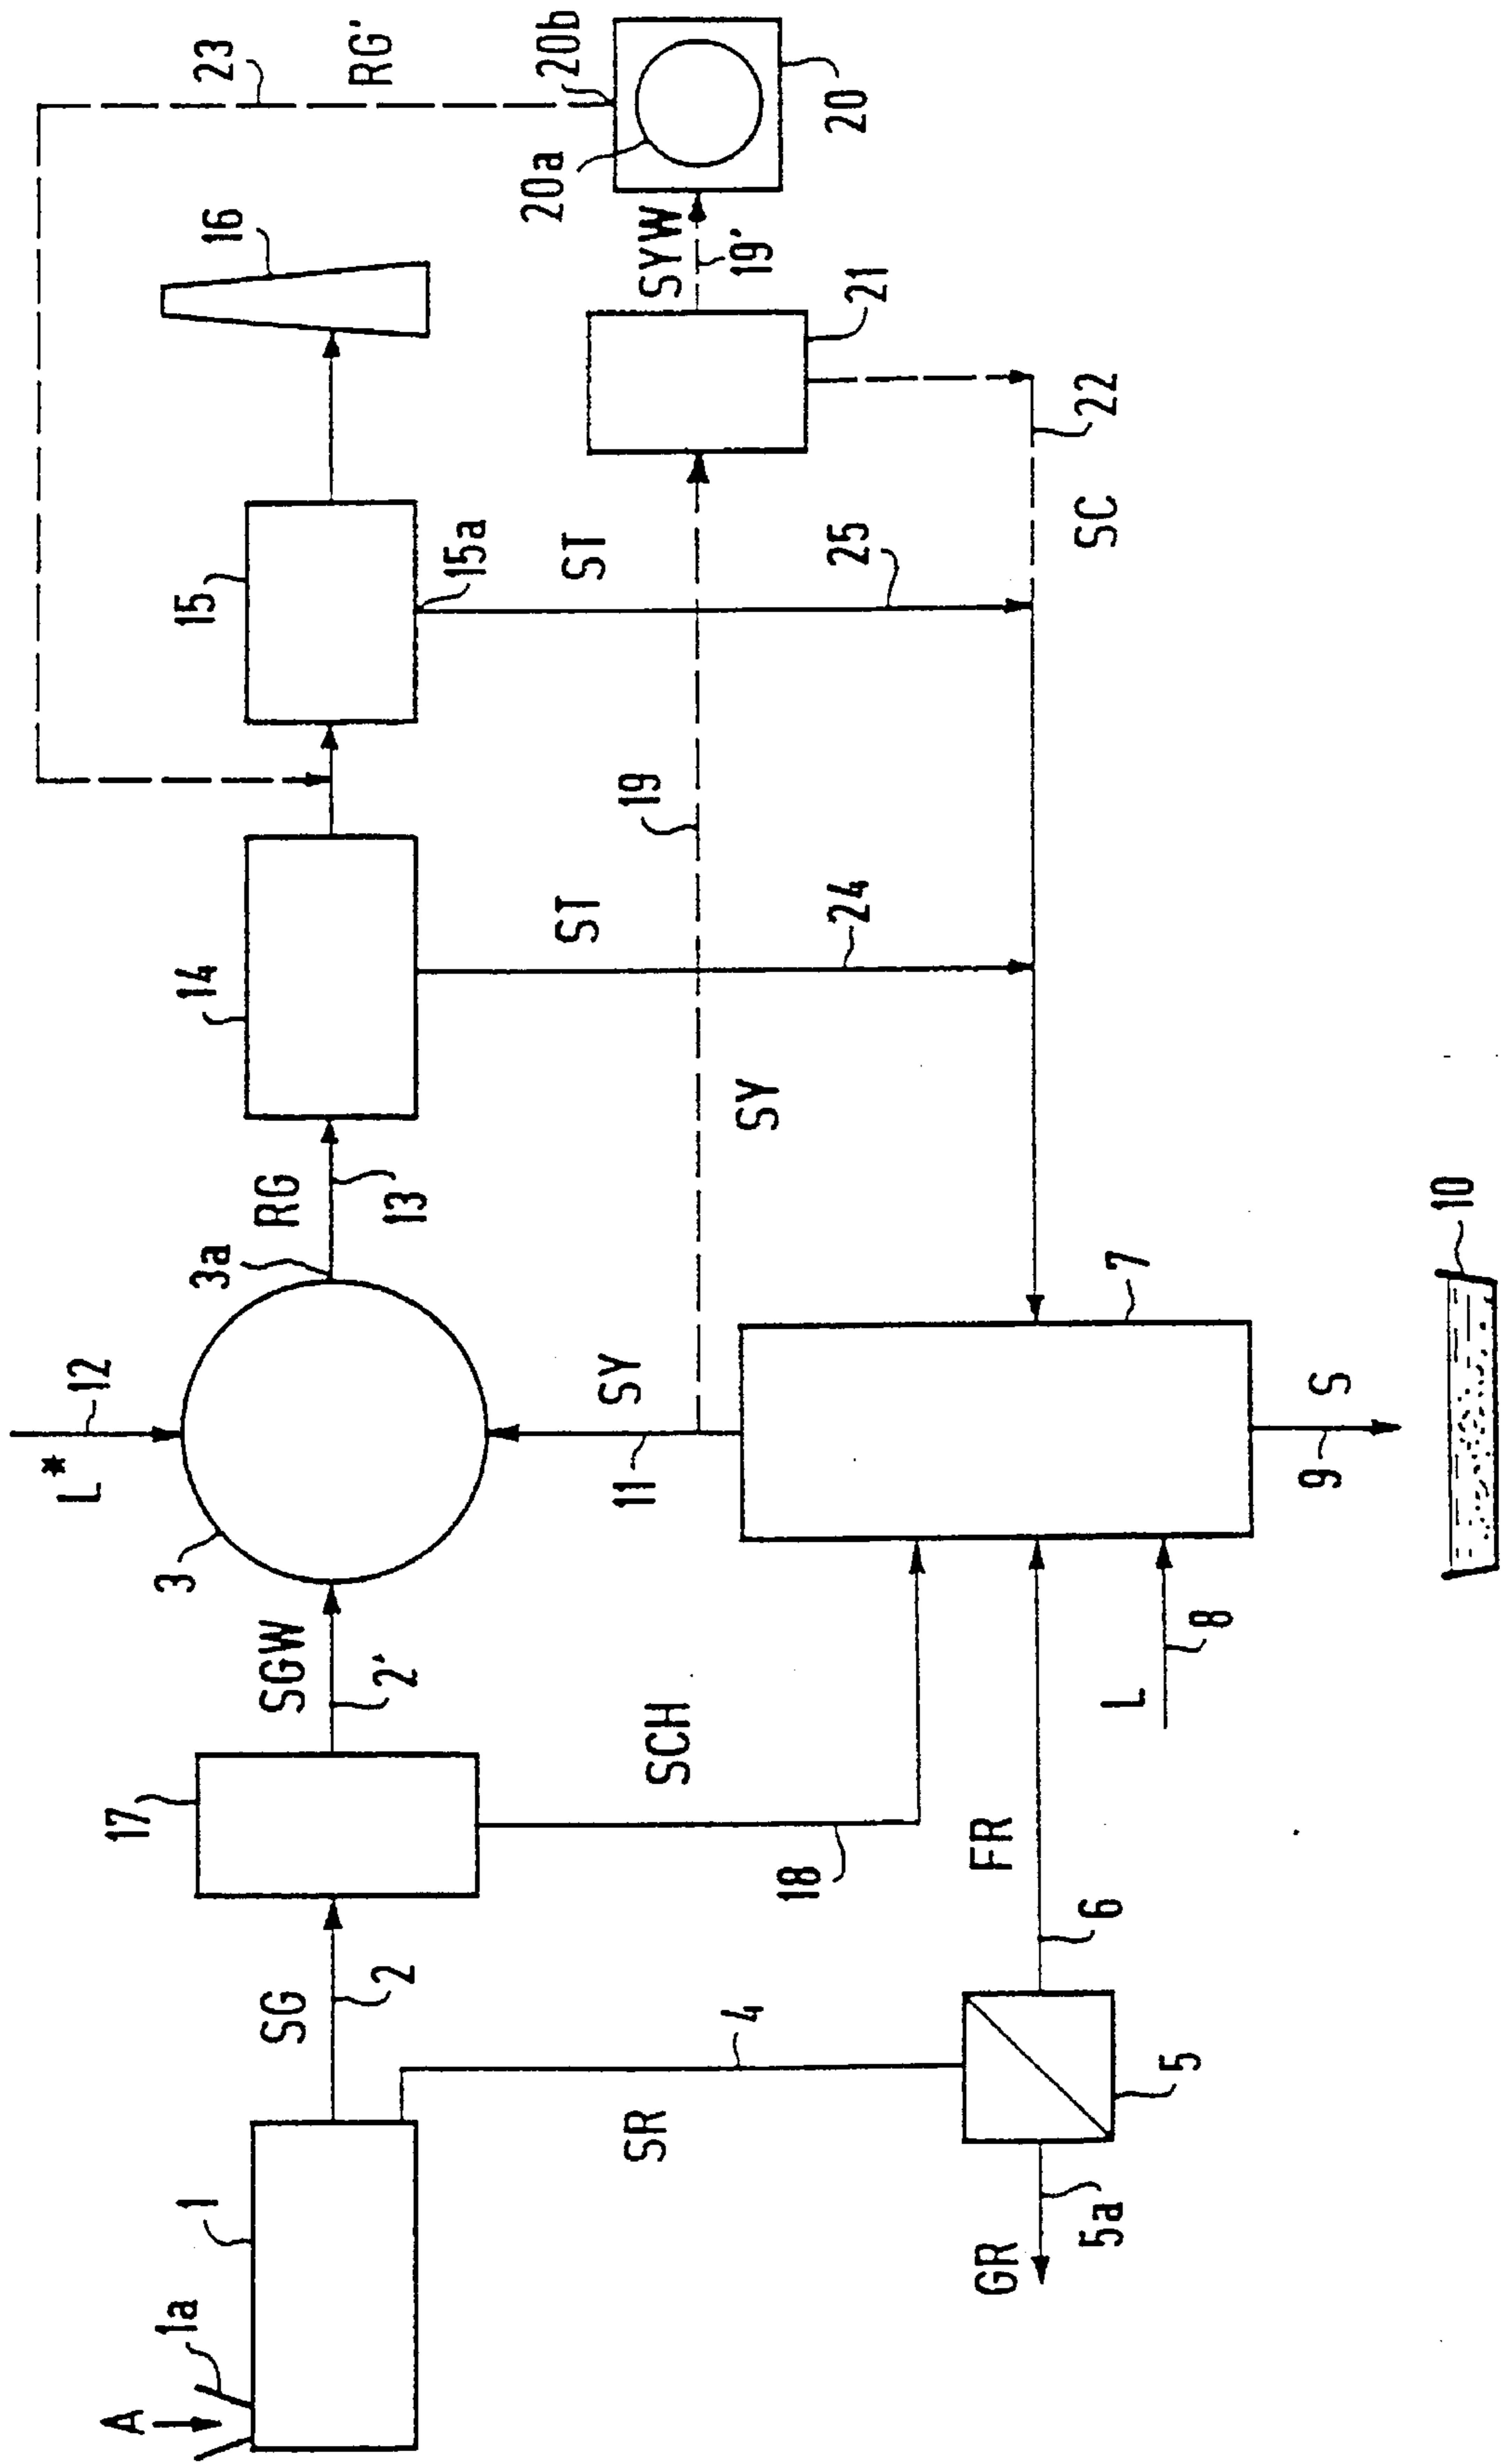 A
1a
1
SG
2
17
SGW
2'
3
L*
12
3a
RG
13
14
15
15a
16
23
RG'
20b
20a
20
SYW
19'
21
22
SC
ST
25
19
ST
24
SY
SY
11
SCH
18
SR
4
5
5a
GR
FR
6
L
8
7
S
9
10